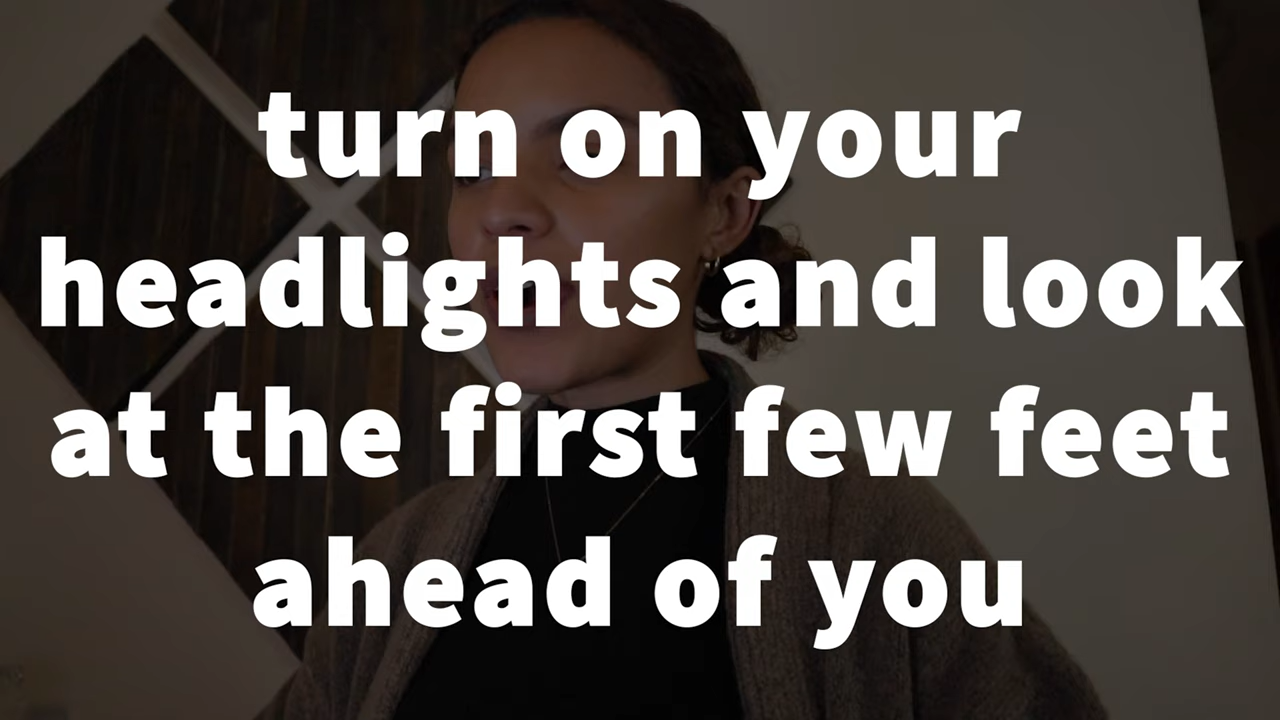 turn on your
headlights and look
at the first few feet
ahead of you